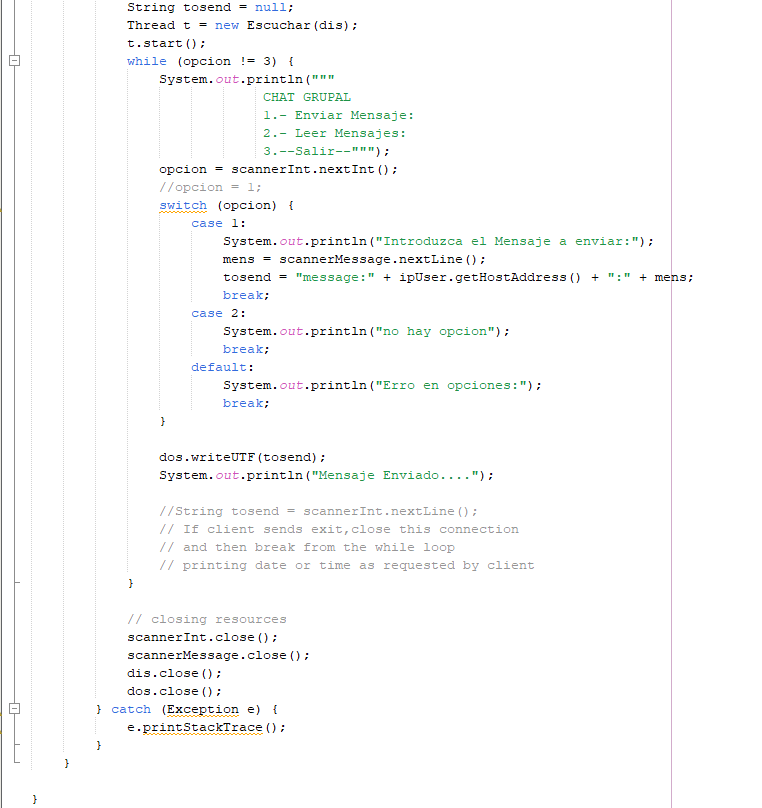 String tosend = null;
Thread t = new Escuchar(dis);
t.start();
while (opcion != 3) {
System.out.println("""
CHAT GRUPAL
1.- Enviar Mensaje:
2.- Leer Mensajes:
3.--Salir--""");
opcion = scannerInt.nextInt();
//opcion = 1;
switch (opcion) {
case 1:
System.out.println("Introduzca el Mensaje a enviar:");
mens = scannerMessage.nextLine();
tosend = "message:" + ipUser.getHostAddress() + ":" + mens;
break;
case 2:
System.out.println("no hay opcion");
break;
default:
System.out.println("Erro en opciones:");
break;
}
dos.writeUTF(tosend);
System.out.println("Mensaje Enviado....");
//String tosend = scannerInt.nextLine();
// If client sends exit,close this connection
// and then break from the while loop
// printing date or time as requested by client
}
// closing resources
scannerInt.close();
scannerMessage.close();
dis.close();
dos.close();
} catch (Exception e) {
e.printStackTrace();
}
}
}